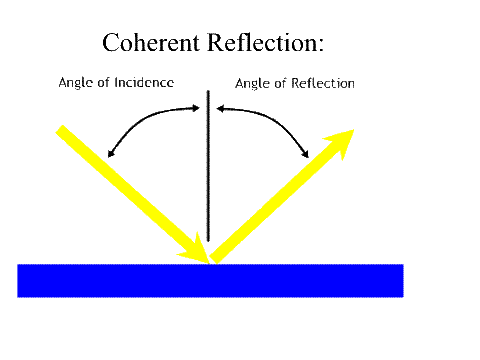 Coherent Reflection:
Angle of Incidence
Angle of Reflection